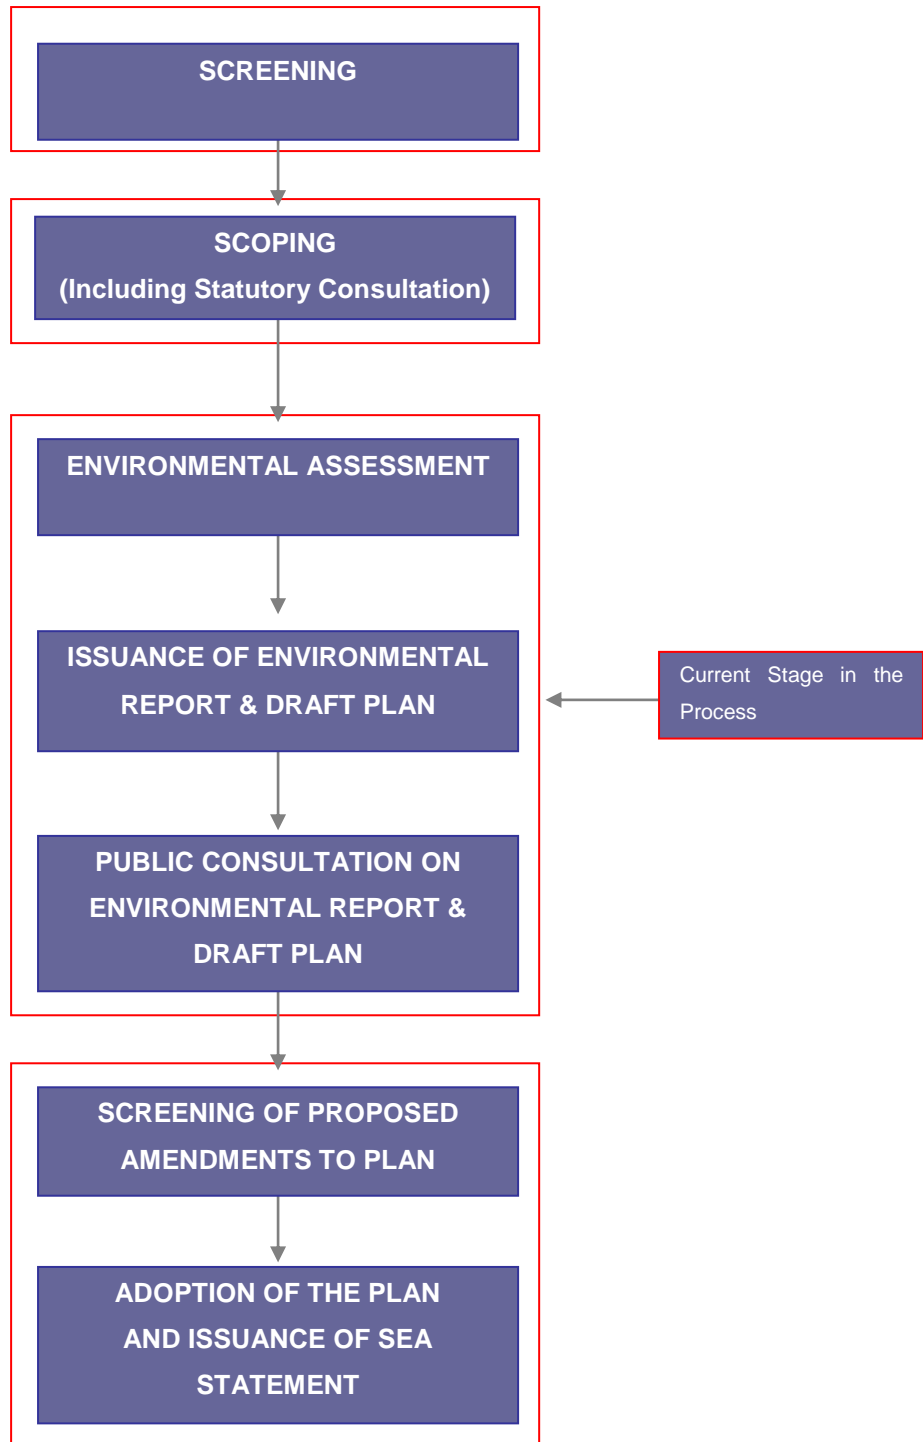 SCREENING
SCOPING
(Including Statutory Consultation)
ENVIRONMENTAL ASSESSMENT
ISSUANCE OF ENVIRONMENTAL
REPORT & DRAFT PLAN
Current Stage in the
Process
PUBLIC CONSULTATION ON
ENVIRONMENTAL REPORT &
DRAFT PLAN
SCREENING OF PROPOSED
AMENDMENTS TO PLAN
ADOPTION OF THE PLAN
AND ISSUANCE OF SEA
STATEMENT